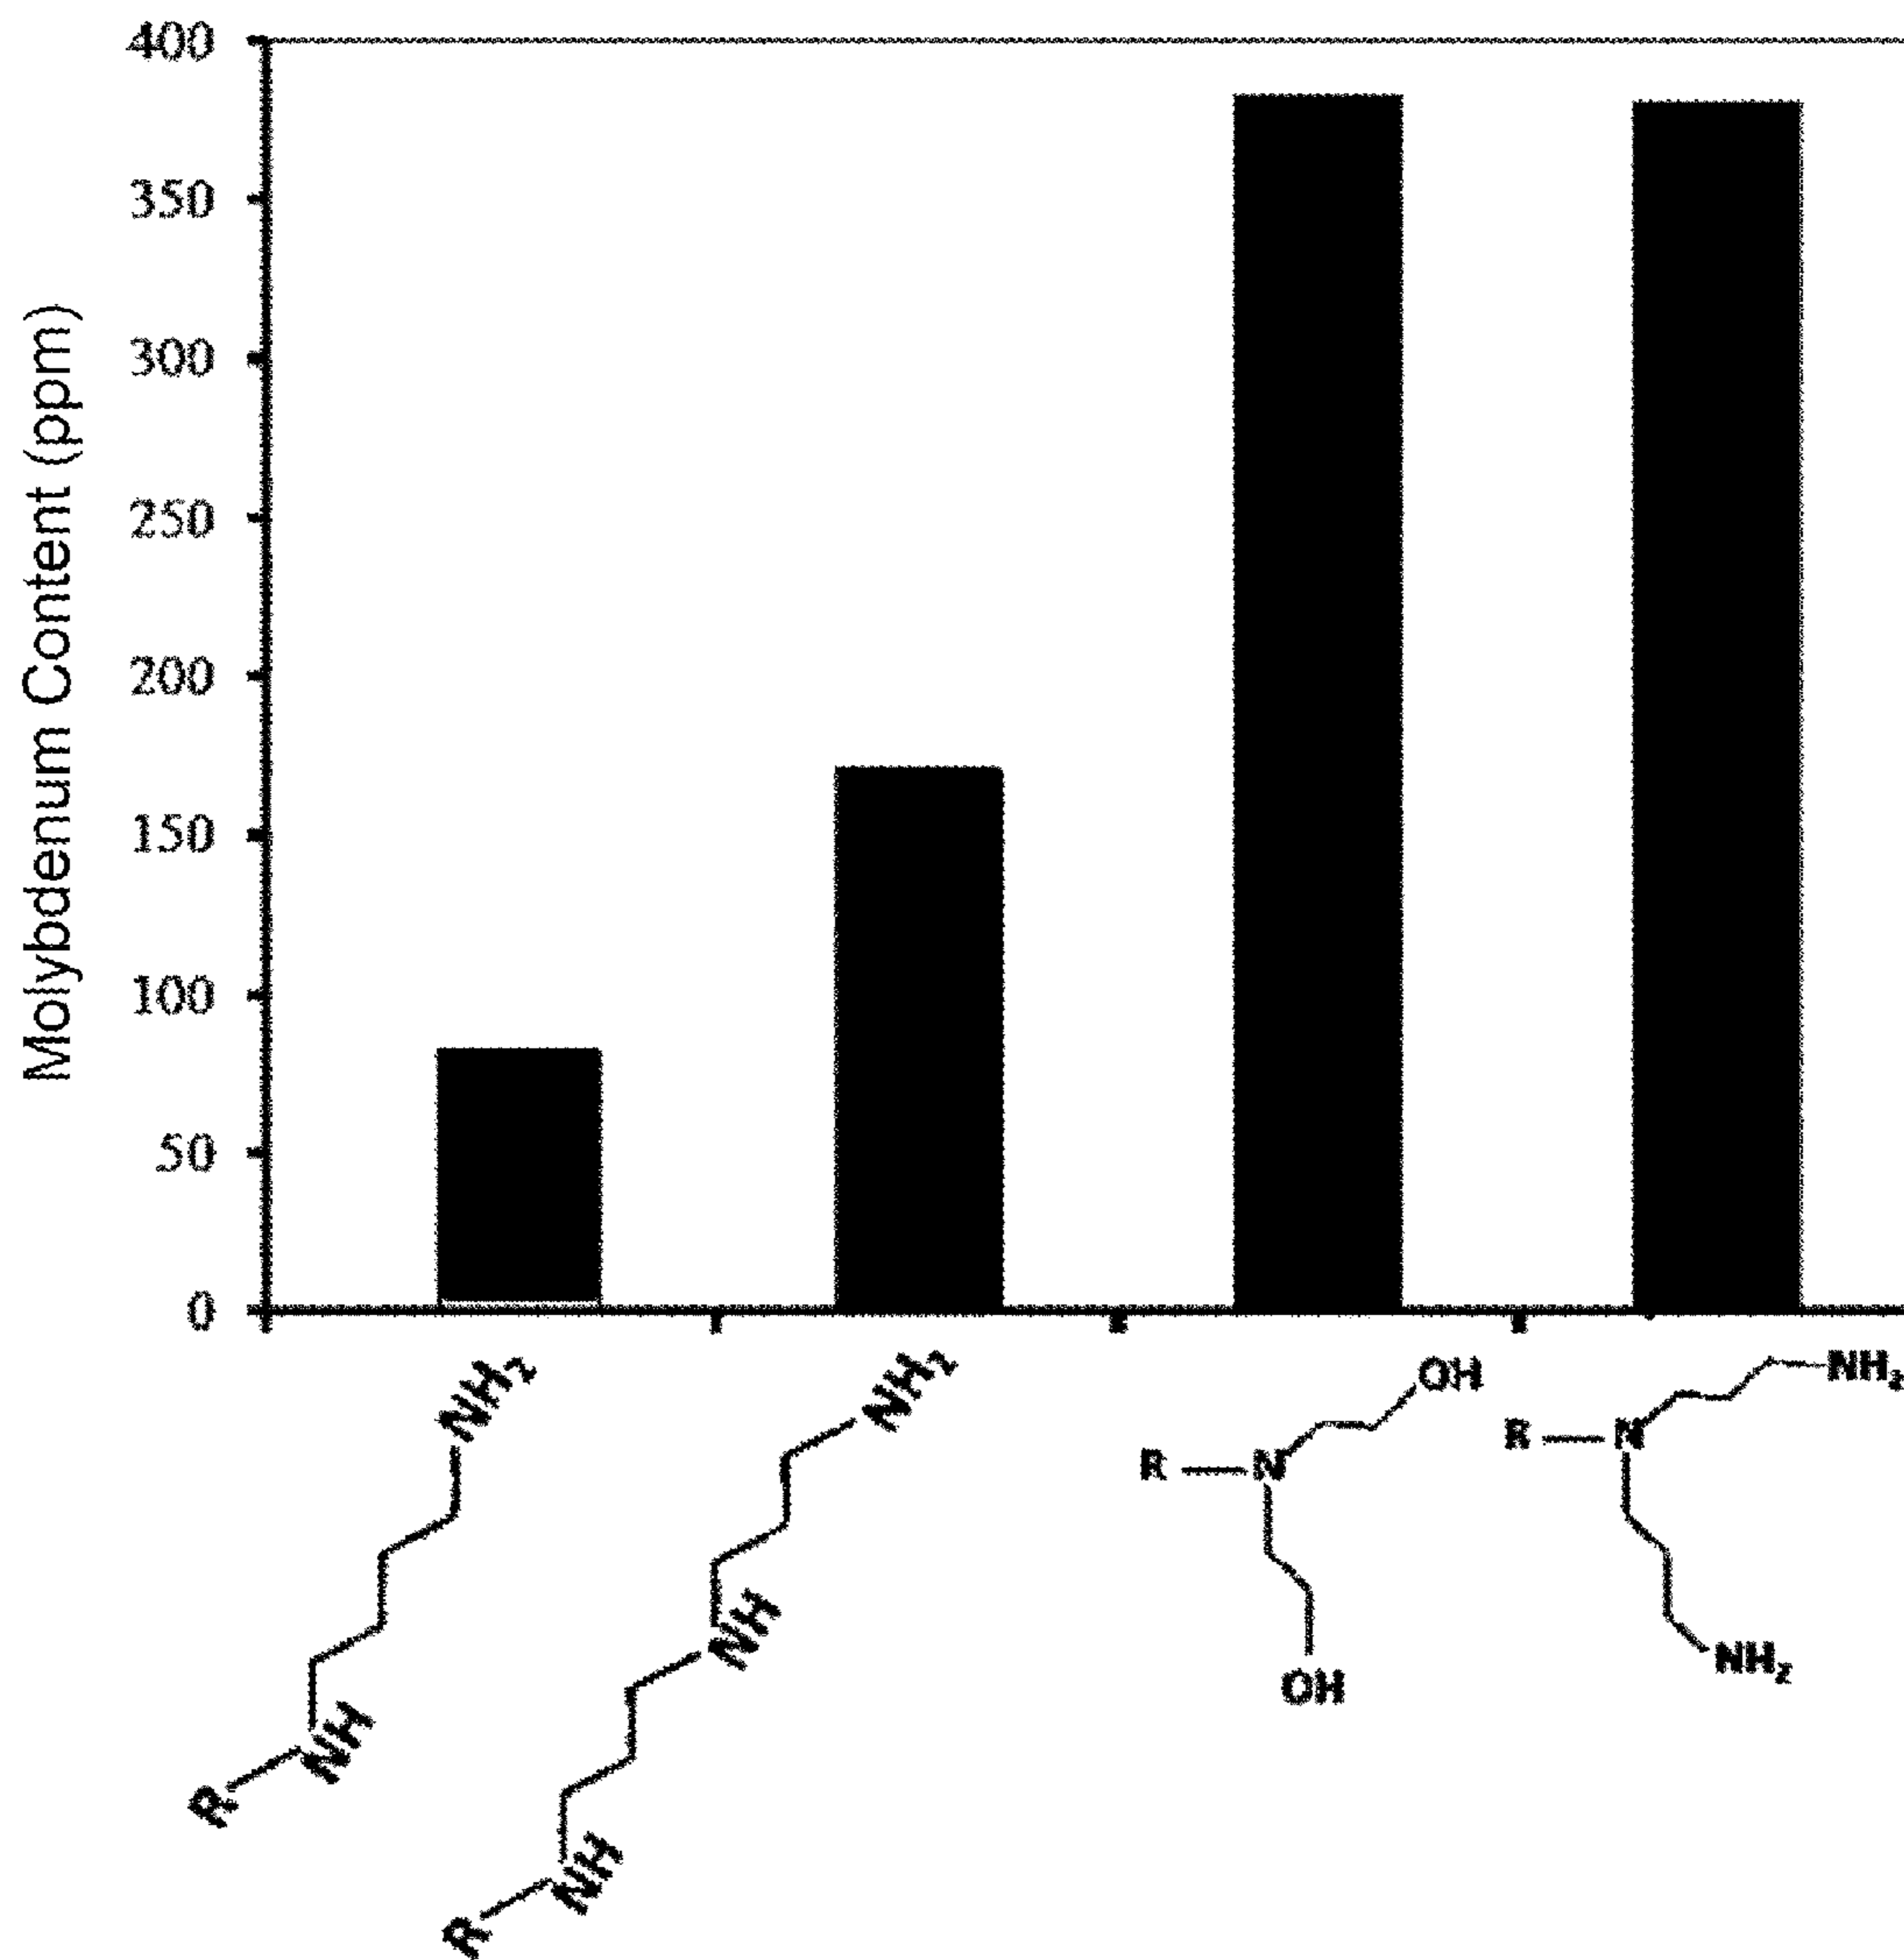 Molybdenum Content (ppm)
400
350
300
250
200
150
100
50
0
NH2
NH
R
NH2
NH
NH
R
OH
R N
OH
NH2
R N
NH2